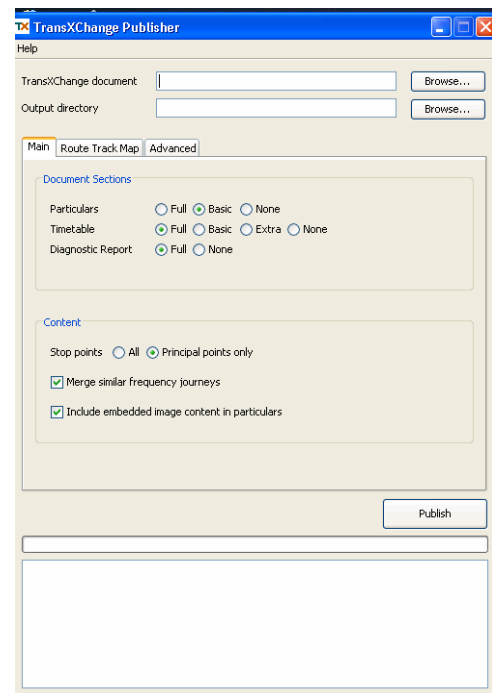 TX TransXChange Publisher
Help
TransXChange document Browse...
Output directory Browse...
Main Route Track Map Advanced
Document Sections
Particulars Full Basic None
Timetable Full Basic Extra None
Diagnostic Report Full None
Content
Stop points All Principal points only
Merge similar frequency journeys
Include embedded image content in particulars
Publish